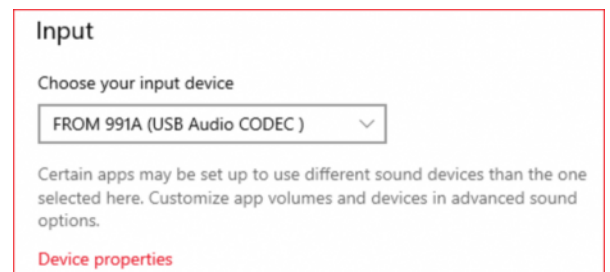 Input
Choose your input device
FROM 991A (USB Audio CODEC )
Certain apps may be set up to use different sound devices than the one
selected here. Customize app volumes and devices in advanced sound
options.
Device properties